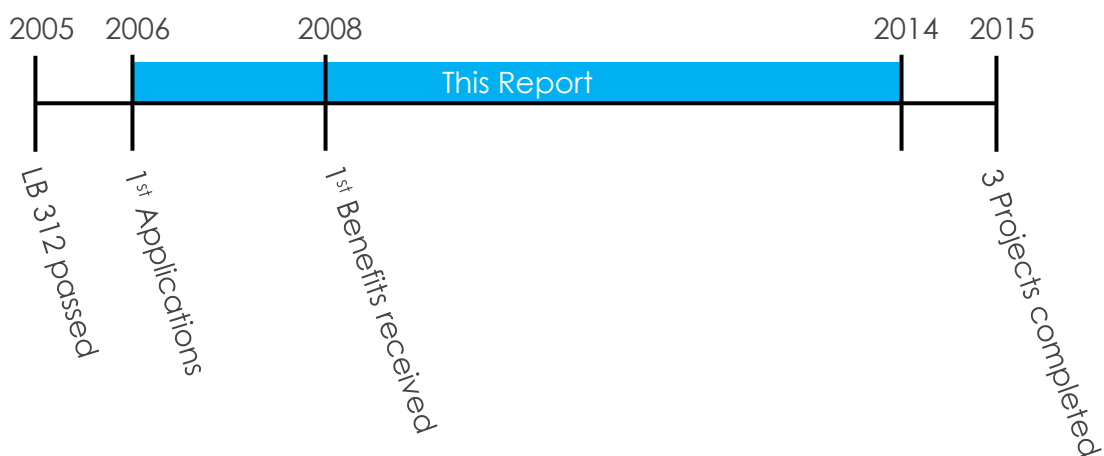 2005 2006 2008 2014 2015
This Report
LB 312 passed
1st Applications
1st Benefits received
3 Projects completed